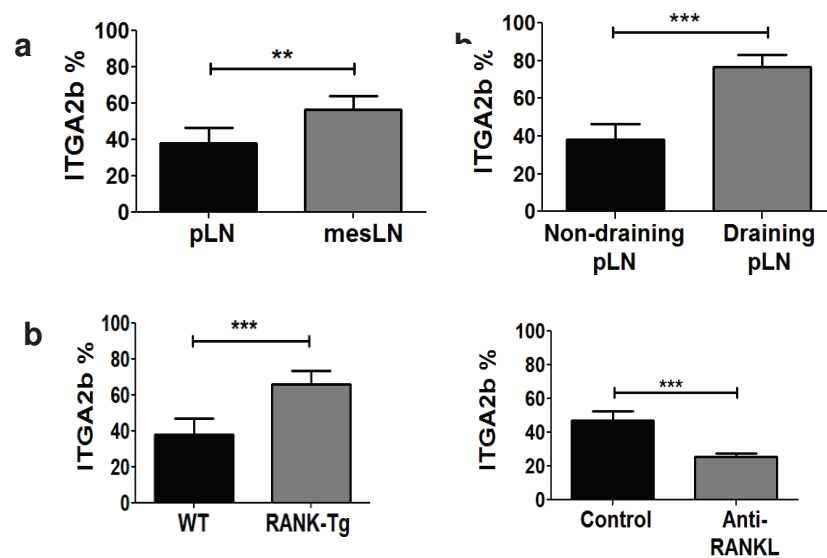 a
ITGA2b %
100
80
60
40
20
0
**
pLN
mesLN
b
ITGA2b %
100
80
60
40
20
0
***
Non-draining
pLN
Draining
pLN
b
ITGA2b %
100
80
60
40
20
0
***
WT
RANK-Tg
ITGA2b %
100
80
60
40
20
0
***
Control
Anti-
RANKL